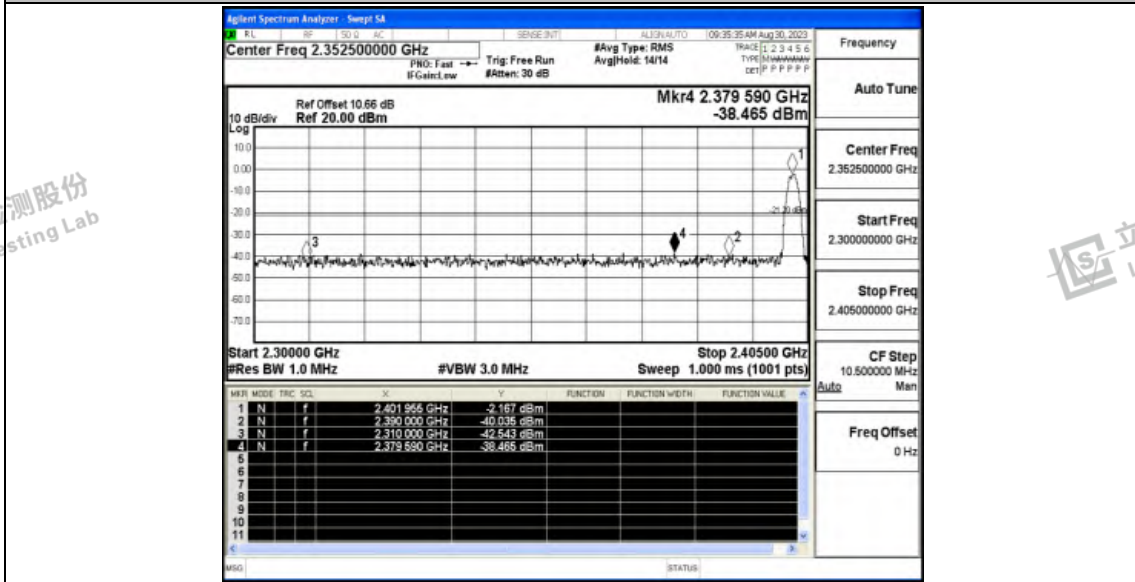 Agilent Spectrum Analyzer - Swept SA
RL RF 50 Ω AC SENSE:INT ALIGNAUTO 09:35:35 AM Aug 30, 2023
Center Freq 2.352500000 GHz
PNO: Fast
IFGain:Low
Trig: Free Run
#Atten: 30 dB
#Avg Type: RMS
Avg|Hold: 14/14
TRACE 1 2 3 4 5 6
TYPE MWWWWW
DET P P P P P P
Frequency
Auto Tune
Center Freq
2.352500000 GHz
Start Freq
2.300000000 GHz
Stop Freq
2.405000000 GHz
CF Step
10.500000 MHz
Auto Man
Freq Offset
0 Hz
Mkr4 2.379 590 GHz
-38.465 dBm
Ref Offset 10.66 dB
10 dB/div Ref 20.00 dBm
Log
10.0
0.00
-10.0
-20.0
-30.0
-40.0
-50.0
-60.0
-70.0
1
2
3
4
Start 2.30000 GHz Stop 2.40500 GHz
#Res BW 1.0 MHz #VBW 3.0 MHz Sweep 1.000 ms (1001 pts)
MKR MODE TRC SCL X Y FUNCTION FUNCTION WIDTH FUNCTION VALUE
1 N f 2.401 955 GHz -2.167 dBm
2 N f 2.390 000 GHz -40.035 dBm
3 N f 2.310 000 GHz -42.543 dBm
4 N f 2.379 590 GHz -38.465 dBm
5
6
7
8
9
10
11
MSG STATUS
测股份
sting Lab
立